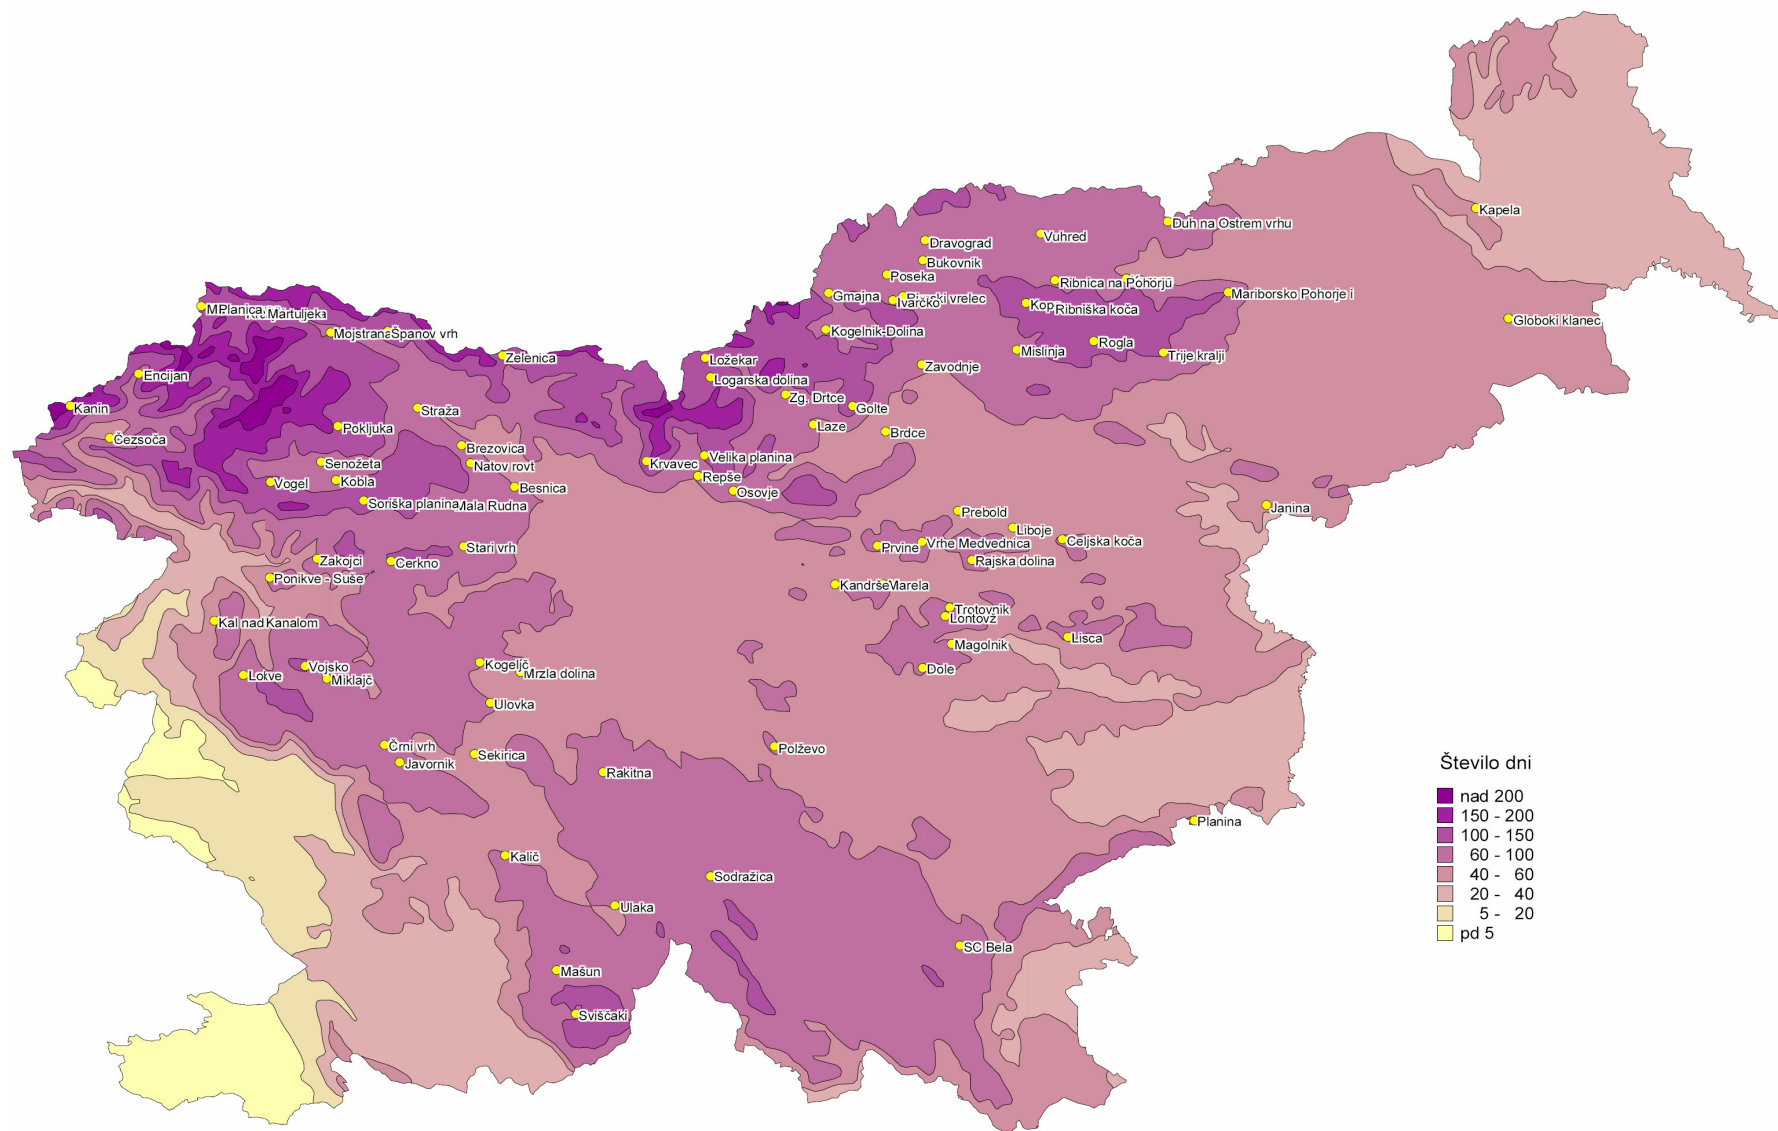 Kapela
Duh na Ostrem vrhu
Vuhred
Dravograd
Bukovnik
Poseka
Ribnica na Pohorju
Gmajna
Mariborsko Pohorje i
Ivarčko
vrelec
Kop
Ribniška koča
Planica
Martuljeka
Globoki klanec
Mojstrana
Španov vrh
Kogelnik-Dolina
Rogla
Zelenica
Ložekar
Mislinja
Trije kralji
Zavodnje
Encijan
Logarska dolina
Zg. Drtce
Kanin
Straža
Golte
Pokljuka
Laze
Brdce
Čezsoča
Brezovica
Velika planina
Senožeta
Natov rovt
Krvavec
Vogel
Kobla
Repše
Besnica
Osovje
Soriška planina
Mala Rudna
Janina
Prebold
Liboje
Celjska koča
Stari vrh
Prvine
Vrhe Medvednica
Zakojci
Cerkno
Rajska dolina
Ponikve - Suše
Kandrše
Marela
Trotovnik
Lontovž
Kal nad Kanalom
Lisca
Magolnik
Vojsko
Kogeljč
Dole
Lokve
Miklajč
Mrzla dolina
Ulovka
Črni vrh
Sekirica
Polževo
Javornik
Rakitna
Planina
Kalič
Sodražica
Ulaka
SC Bela
Mašun
Sviščaki
Število dni
nad 200
150 - 200
100 - 150
60 - 100
40 - 60
20 - 40
5 - 20
pd 5